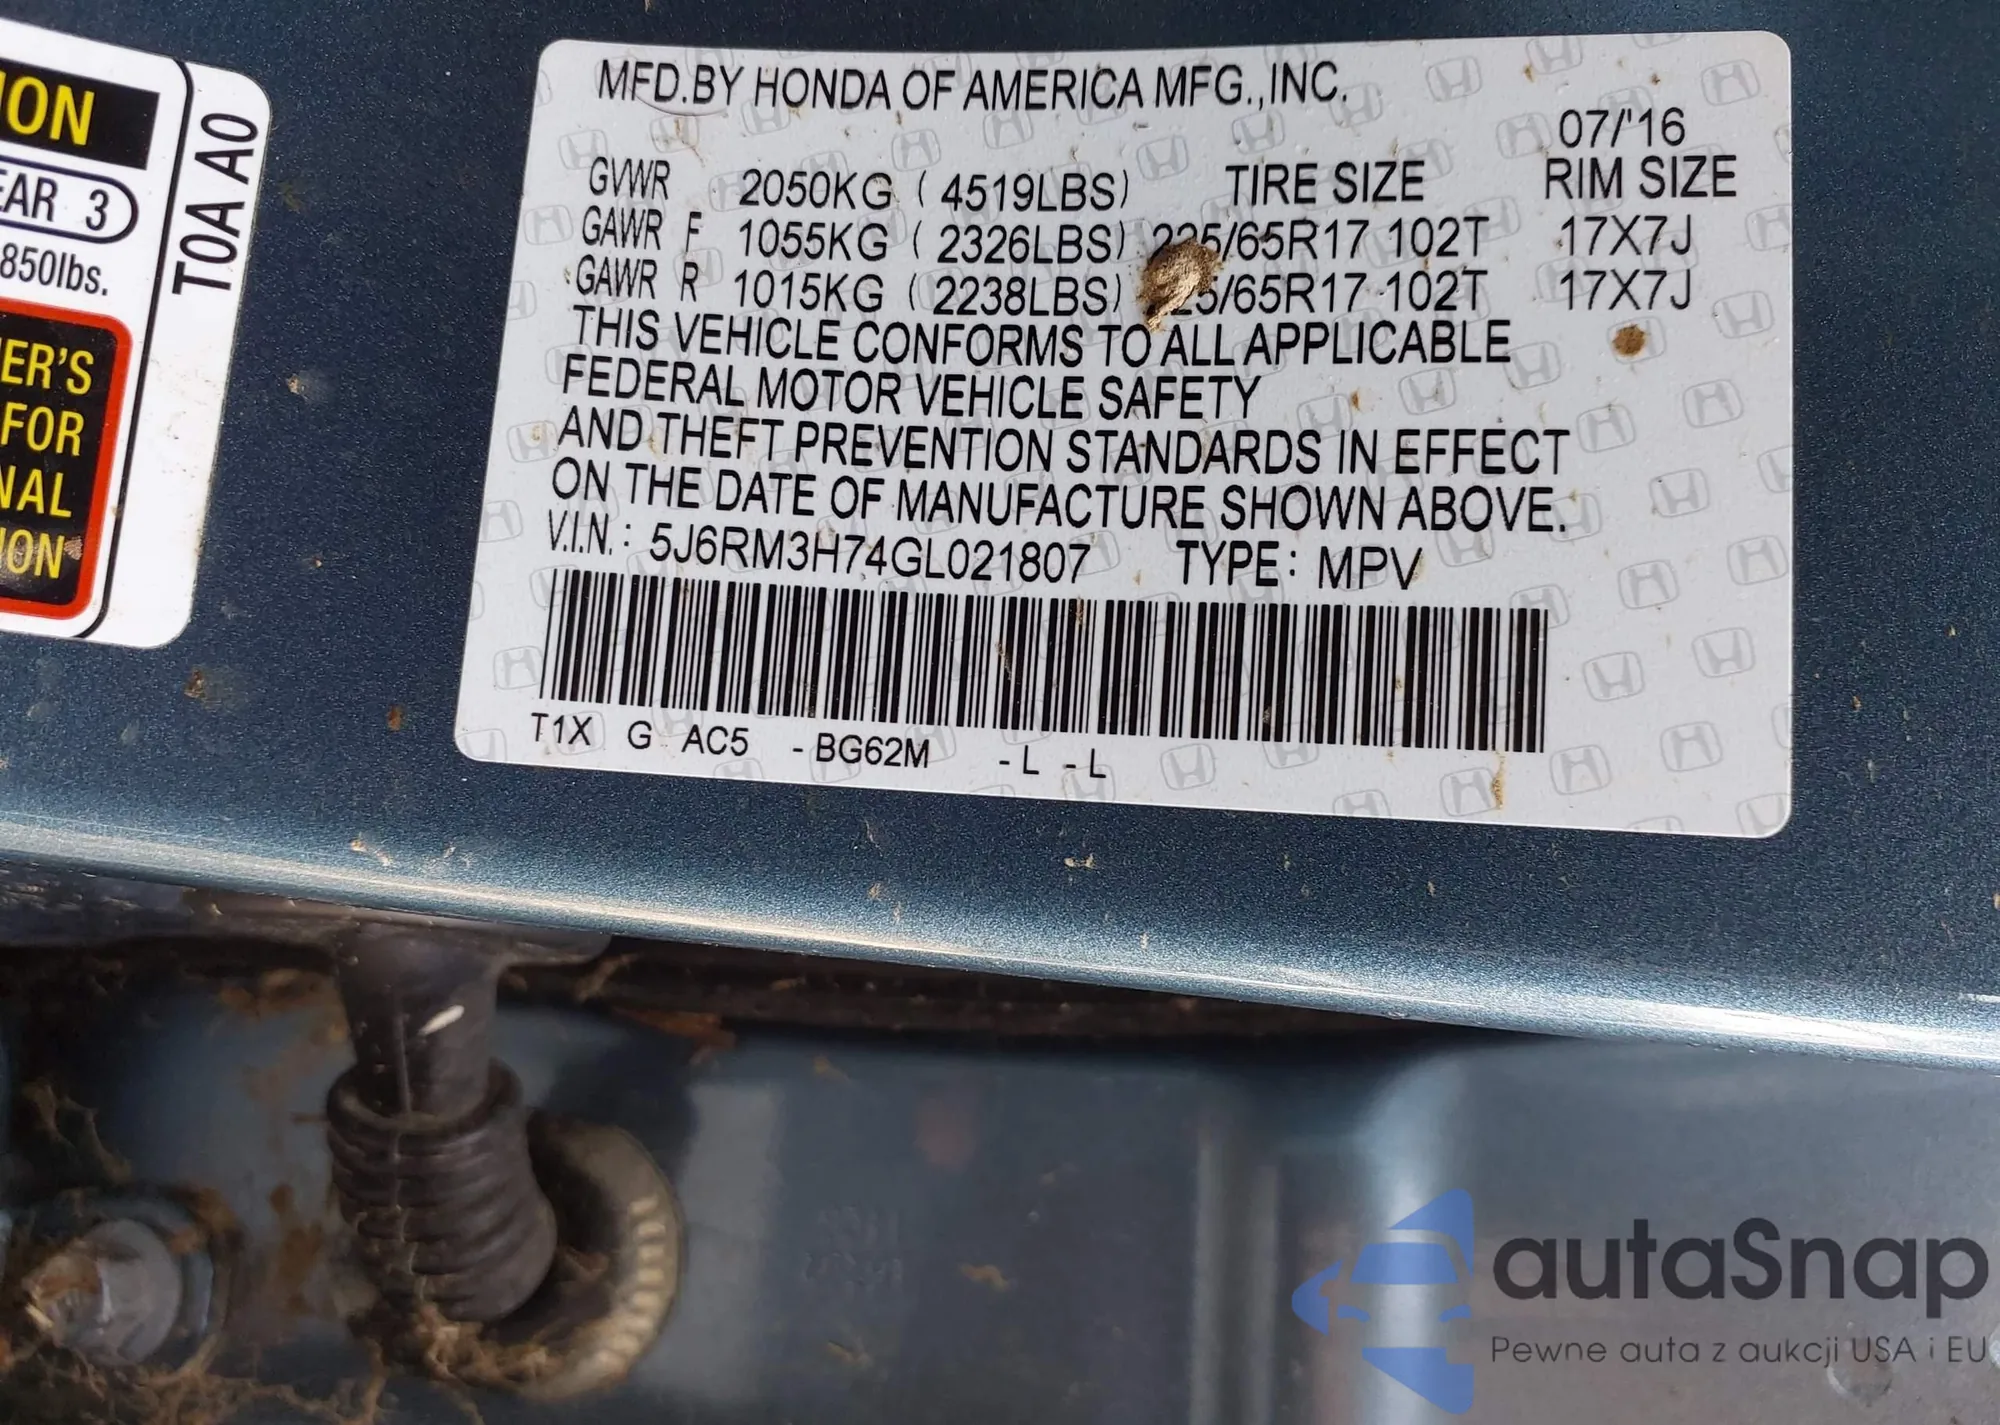 ION
EAR 3
850lbs.
ER'S
FOR
NAL
ION
T0A A0
MFD.BY HONDA OF AMERICA MFG.,INC.
07/'16
GVWR 2050KG ( 4519LBS) TIRE SIZE RIM SIZE
GAWR F 1055KG ( 2326LBS) 225/65R17 102T 17X7J
GAWR R 1015KG ( 2238LBS) 225/65R17 102T 17X7J
THIS VEHICLE CONFORMS TO ALL APPLICABLE
FEDERAL MOTOR VEHICLE SAFETY
AND THEFT PREVENTION STANDARDS IN EFFECT
ON THE DATE OF MANUFACTURE SHOWN ABOVE.
V.I.N.: 5J6RM3H74GL021807 TYPE: MPV
T1X G AC5 -BG62M -L -L
autaSnap
Pewne auta z aukcji USA i EU